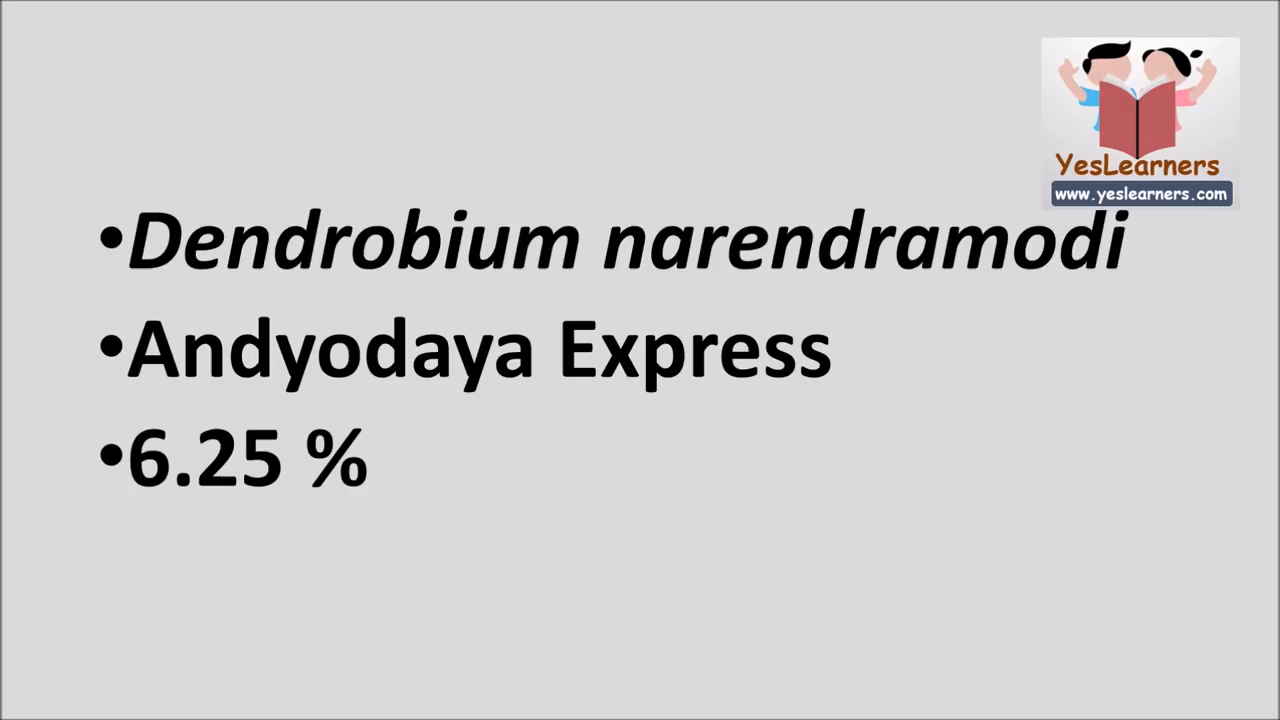 YesLearners
www.yeslearners.com
•Dendrobium narendramodi
•Andyodaya Express
•6.25 %